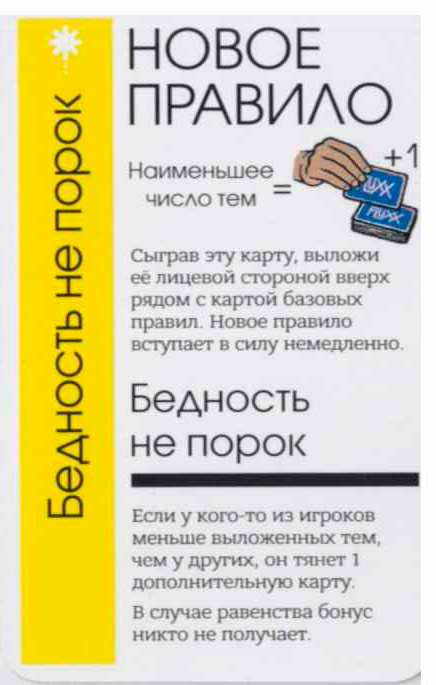 Бедность не порок
НОВОЕ
ПРАВИЛО
Наименьшее
число тем
=
+1
FLUXX
FLUXX
Сыграв эту карту, выложи
её лицевой стороной вверх
рядом с картой базовых
правил. Новое правило
вступает в силу немедленно.
Бедность
не порок
Если у кого-то из игроков
меньше выложенных тем,
чем у других, он тянет 1
дополнительную карту.
В случае равенства бонус
никто не получает.